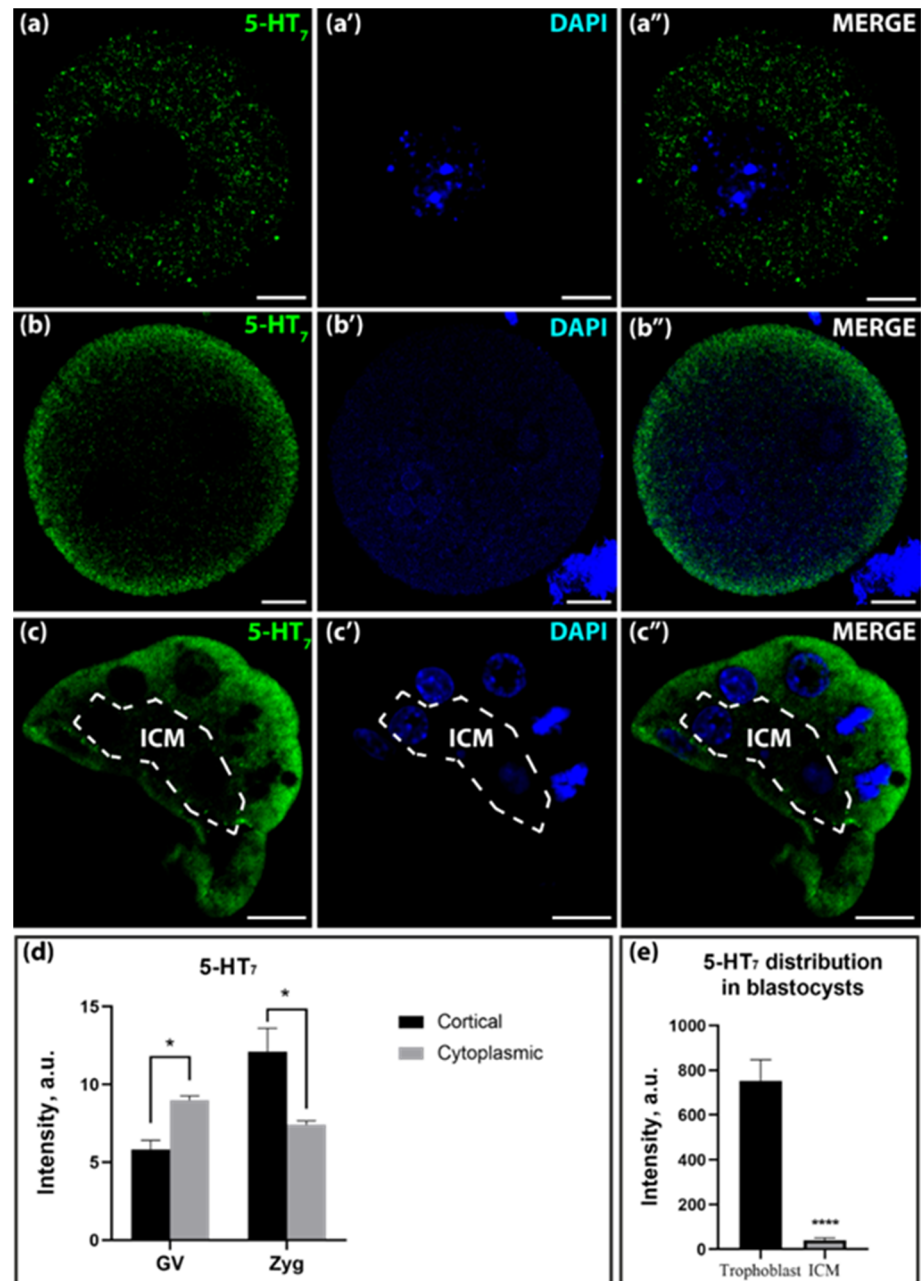 (a) 5-HT₇ (a′) DAPI (a″) MERGE
(b) 5-HT₇ (b′) DAPI (b″) MERGE
(c) 5-HT₇ (c′) DAPI (c″) MERGE
ICM ICM ICM
(d)
5-HT₇
Intensity, a.u.
15
10
5
0
* *
GV Zyg
Cortical
Cytoplasmic
(e)
5-HT₇ distribution
in blastocysts
Intensity, a.u.
1000
800
600
400
200
0
****
Trophoblast ICM